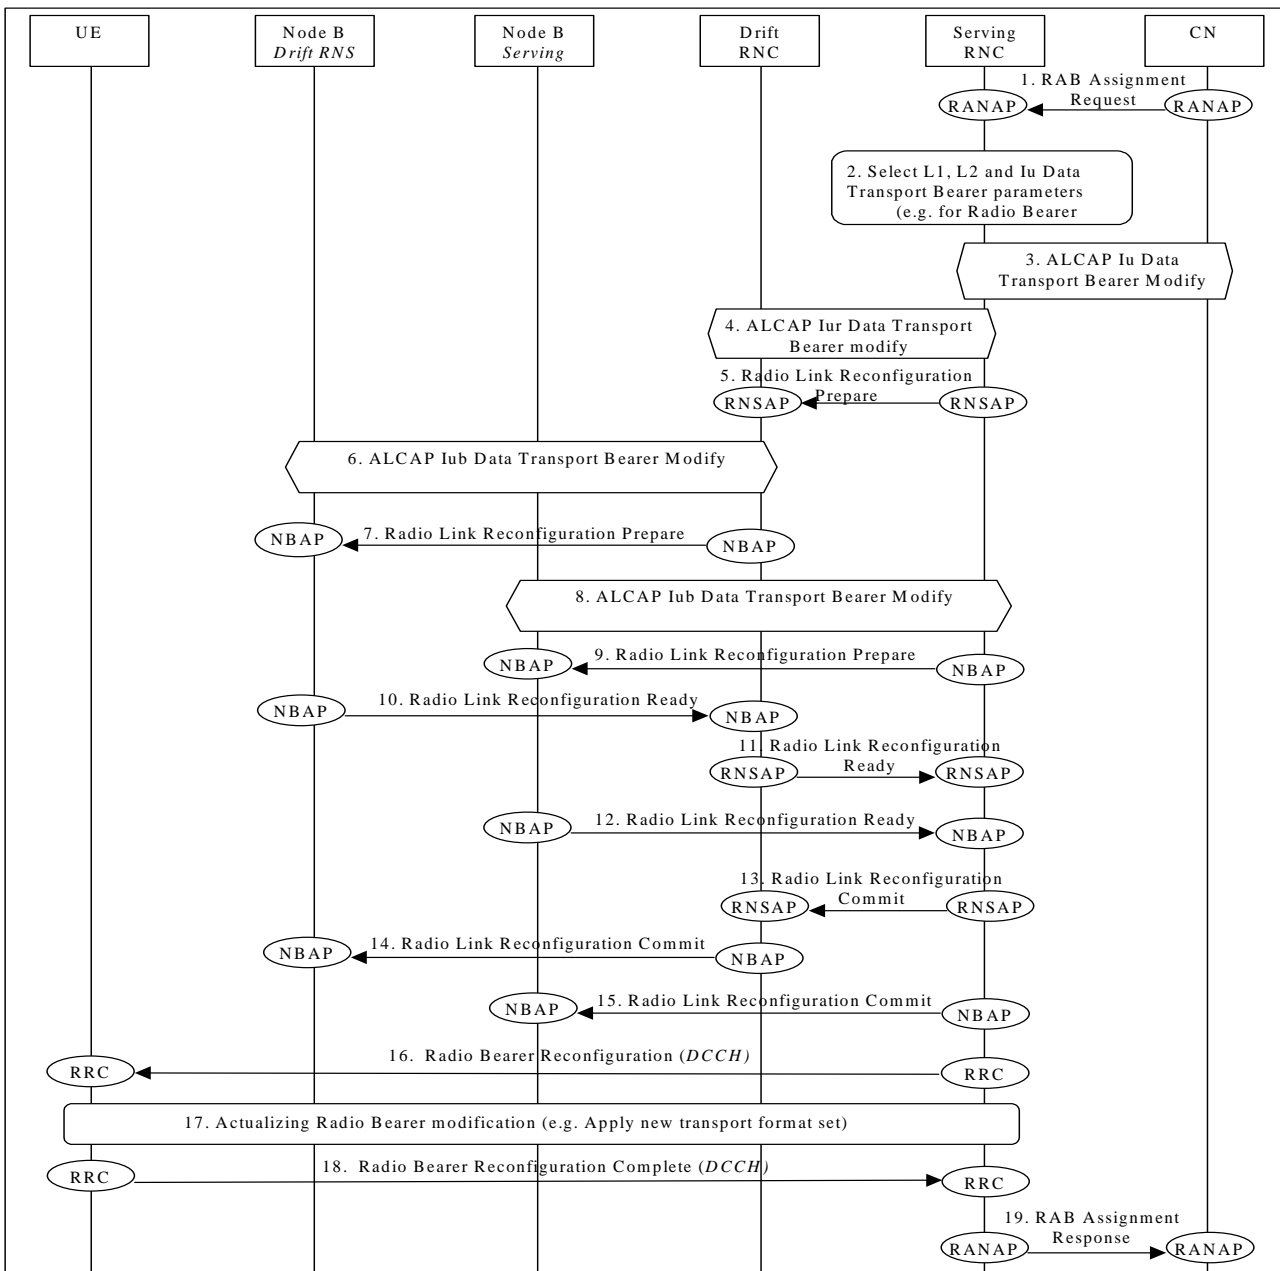 UE
Node B
Drift RNS
Node B
Serving
Drift
RNC
Serving
RNC
CN
1. RAB Assignment
Request
RANAP
RANAP
2. Select L1, L2 and Iu Data
Transport Bearer parameters
(e.g. for Radio Bearer
3. ALCAP Iu Data
Transport Bearer Modify
4. ALCAP Iur Data Transport
Bearer modify
5. Radio Link Reconfiguration
Prepare
RNSAP
RNSAP
6. ALCAP Iub Data Transport Bearer Modify
NBAP
7. Radio Link Reconfiguration Prepare
NBAP
8. ALCAP Iub Data Transport Bearer Modify
NBAP
9. Radio Link Reconfiguration Prepare
NBAP
NBAP
10. Radio Link Reconfiguration Ready
NBAP
11. Radio Link Reconfiguration
Ready
RNSAP
RNSAP
NBAP
12. Radio Link Reconfiguration Ready
NBAP
13. Radio Link Reconfiguration
Commit
RNSAP
RNSAP
NBAP
14. Radio Link Reconfiguration Commit
NBAP
NBAP
15. Radio Link Reconfiguration Commit
NBAP
RRC
16. Radio Bearer Reconfiguration (DCCH)
RRC
17. Actualizing Radio Bearer modification (e.g. Apply new transport format set)
RRC
18. Radio Bearer Reconfiguration Complete (DCCH)
RRC
19. RAB Assignment
Response
RANAP
RANAP